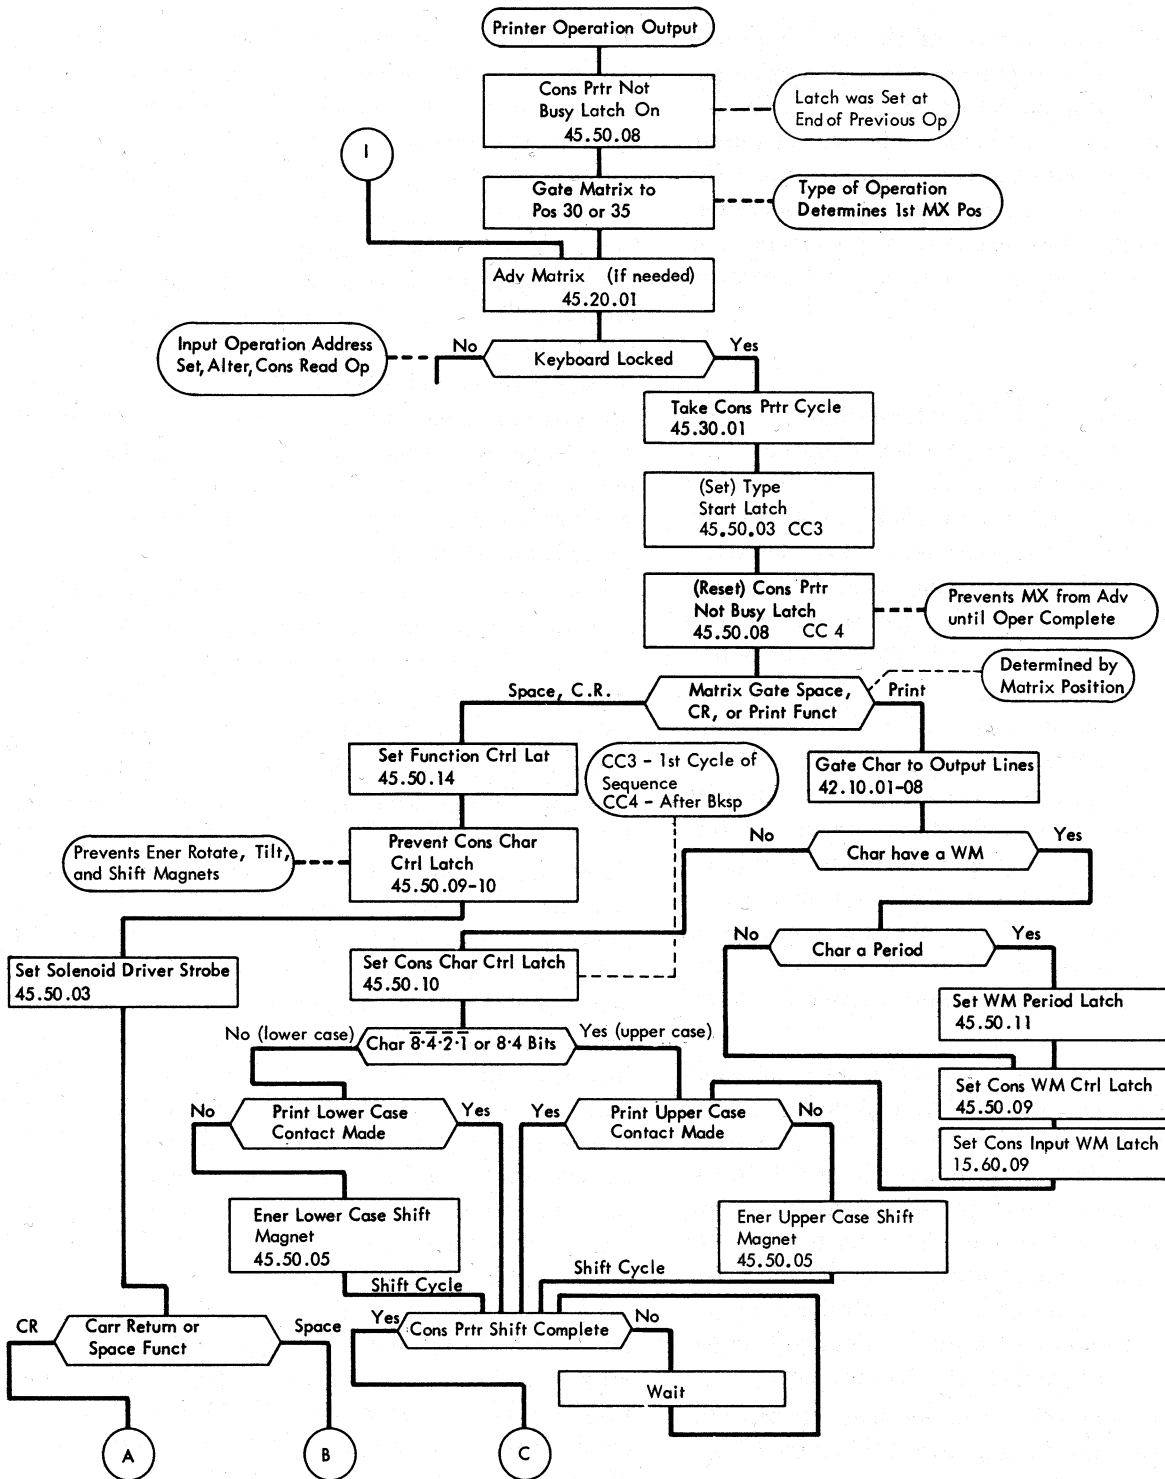 Printer Operation Output
Cons Prtr Not
Busy Latch On
45.50.08
Latch was Set at
End of Previous Op
I
Gate Matrix to
Pos 30 or 35
Type of Operation
Determines 1st MX Pos
Adv Matrix (if needed)
45.20.01
Input Operation Address
Set, Alter, Cons Read Op
No
Keyboard Locked
Yes
Take Cons Prtr Cycle
45.30.01
(Set) Type
Start Latch
45.50.03 CC3
(Reset) Cons Prtr
Not Busy Latch
45.50.08 CC 4
Prevents MX from Adv
until Oper Complete
Determined by
Matrix Position
Space, C.R.
Matrix Gate Space,
CR, or Print Funct
Print
Set Function Ctrl Lat
45.50.14
CC3 - 1st Cycle of
Sequence
CC4 - After Bksp
Gate Char to Output Lines
42.10.01-08
Prevents Ener Rotate, Tilt,
and Shift Magnets
Prevent Cons Char
Ctrl Latch
45.50.09-10
No
Char have a WM
Yes
No
Char a Period
Yes
Set Solenoid Driver Strobe
45.50.03
Set Cons Char Ctrl Latch
45.50.10
Set WM Period Latch
45.50.11
No (lower case)
Char 8̅·4̅·2̅·1̅ or 8·4 Bits
Yes (upper case)
Set Cons WM Ctrl Latch
45.50.09
No
Print Lower Case
Contact Made
Yes
Yes
Print Upper Case
Contact Made
No
Set Cons Input WM Latch
15.60.09
Ener Lower Case Shift
Magnet
45.50.05
Ener Upper Case Shift
Magnet
45.50.05
Shift Cycle
Shift Cycle
CR
Carr Return or
Space Funct
Space
Yes
Cons Prtr Shift Complete
No
Wait
A
B
C